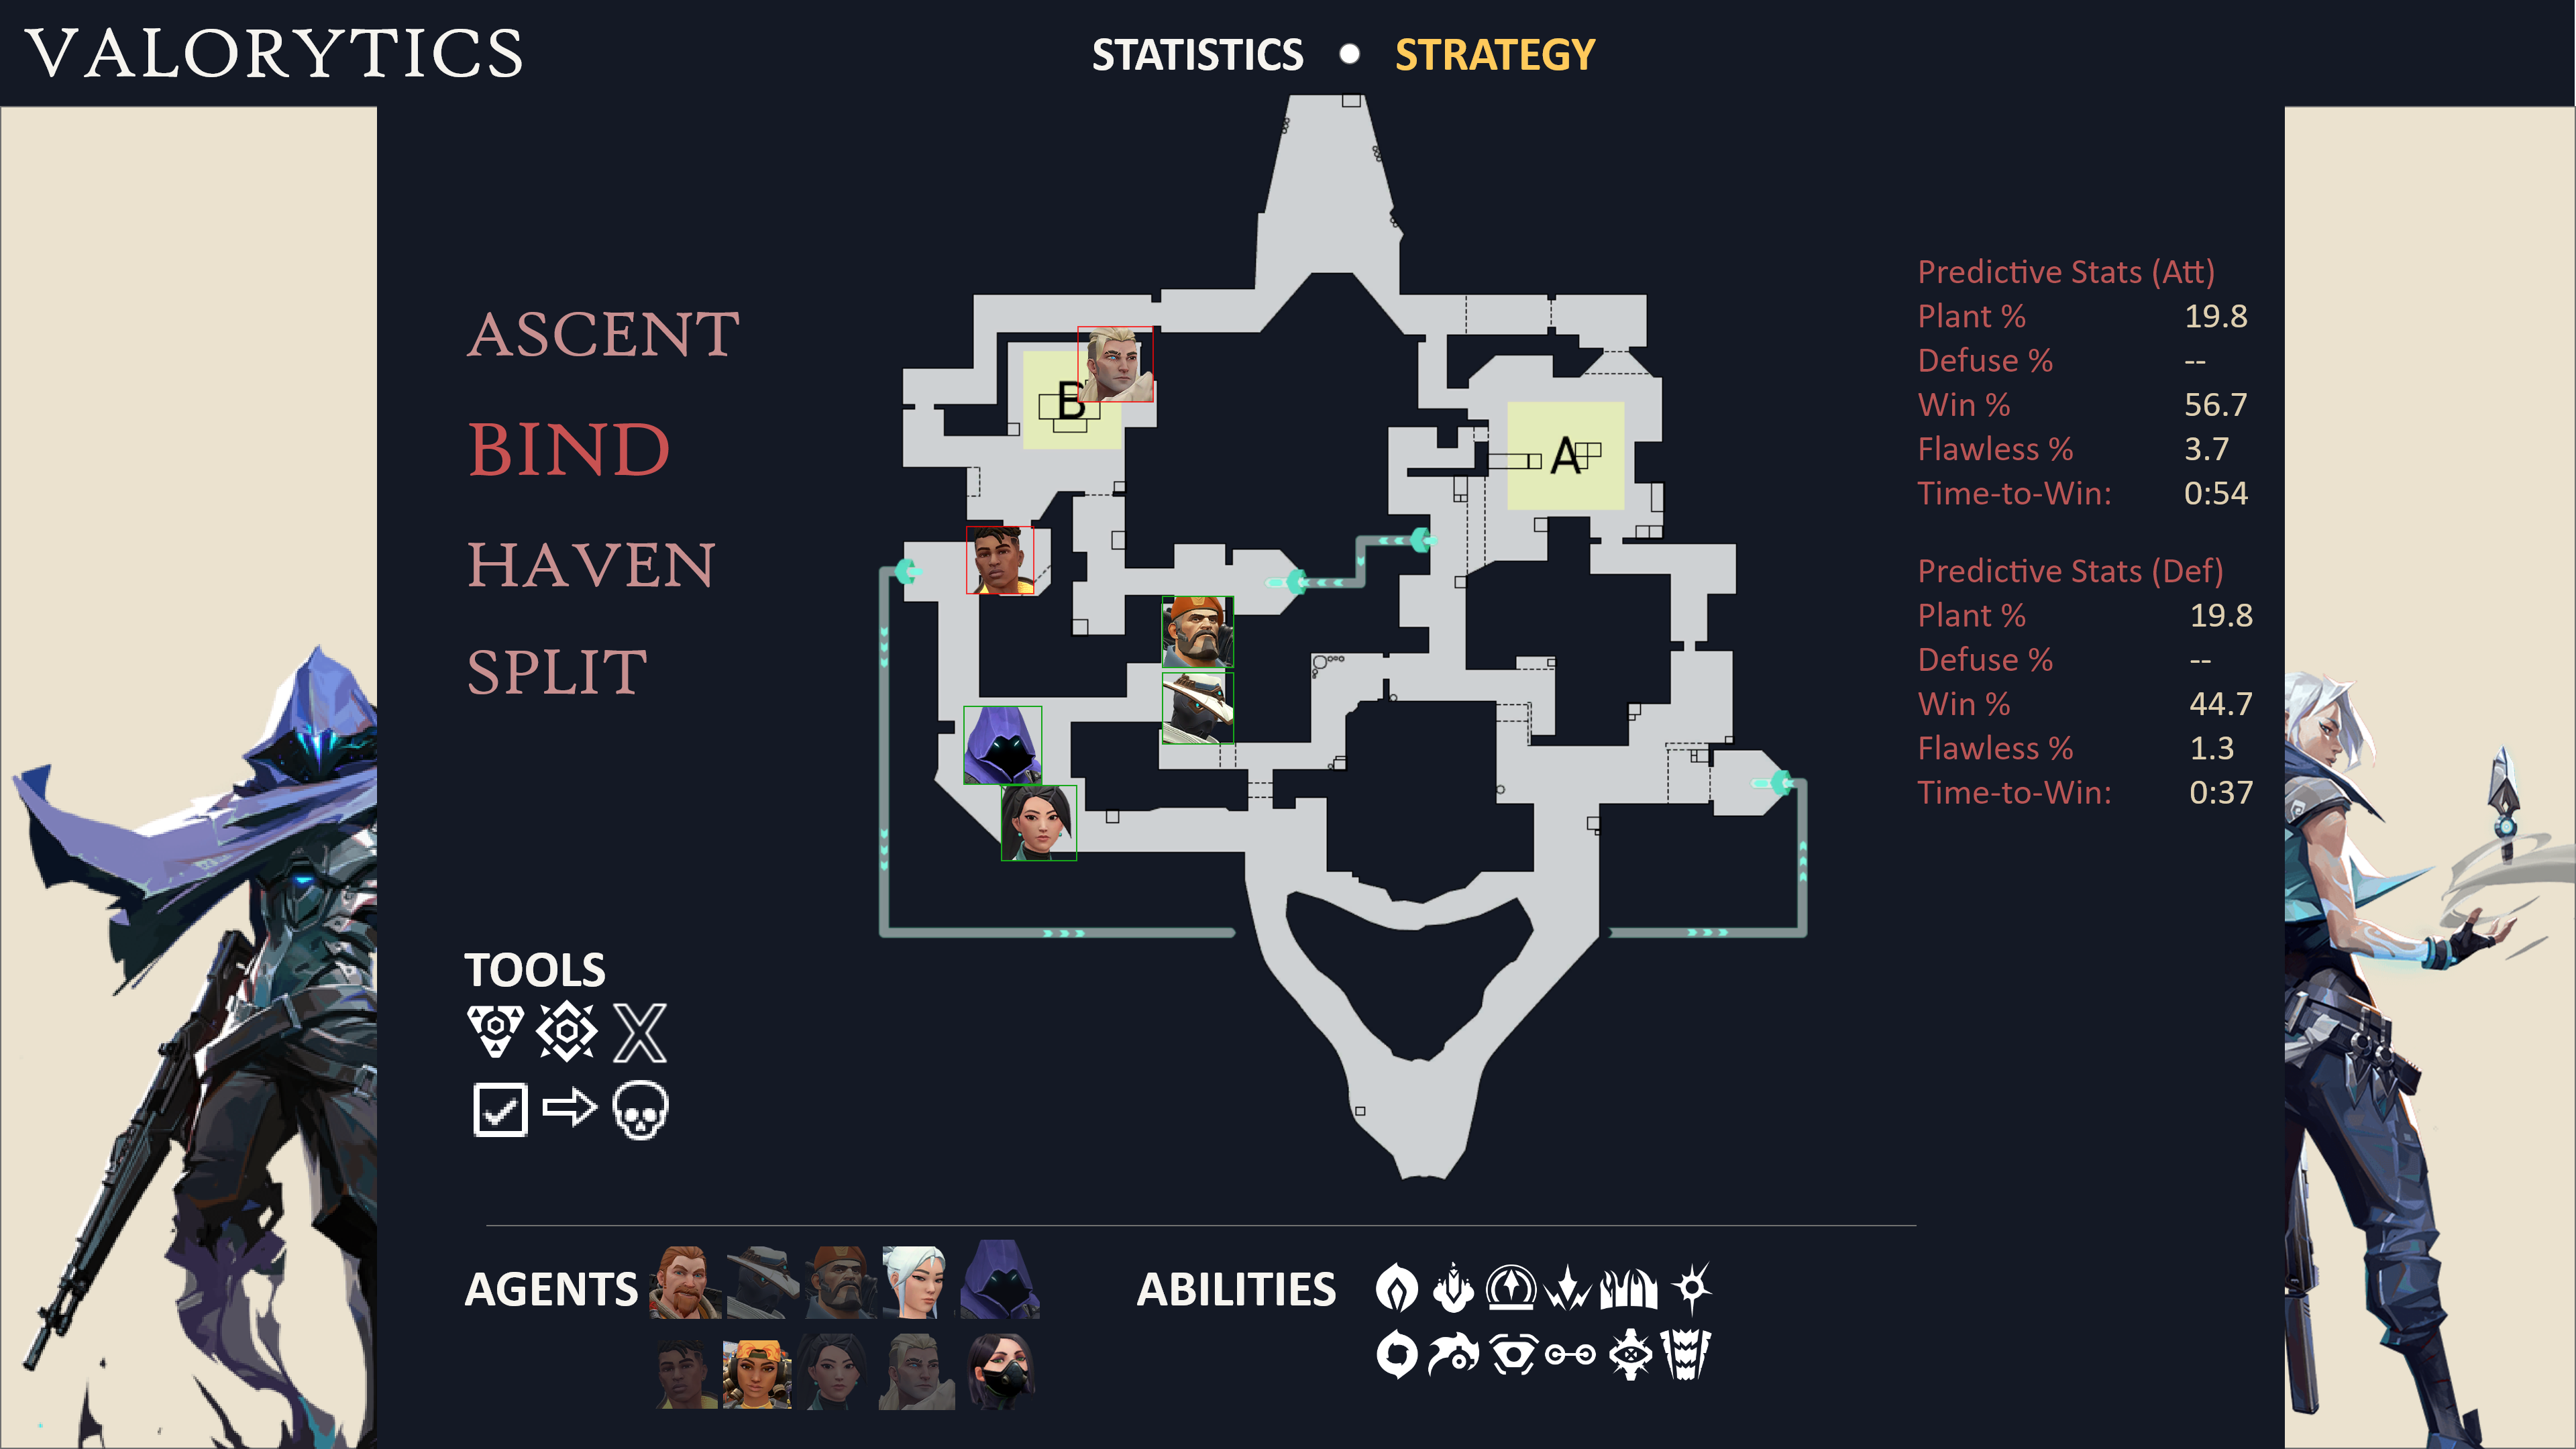 VALORYTICS
STATISTICS
STRATEGY
ASCENT
BIND
HAVEN
SPLIT
B
A
Predictive Stats (Att)
Plant % 19.8
Defuse % --
Win % 56.7
Flawless % 3.7
Time-to-Win: 0:54
Predictive Stats (Def)
Plant % 19.8
Defuse % --
Win % 44.7
Flawless % 1.3
Time-to-Win: 0:37
TOOLS
AGENTS
ABILITIES